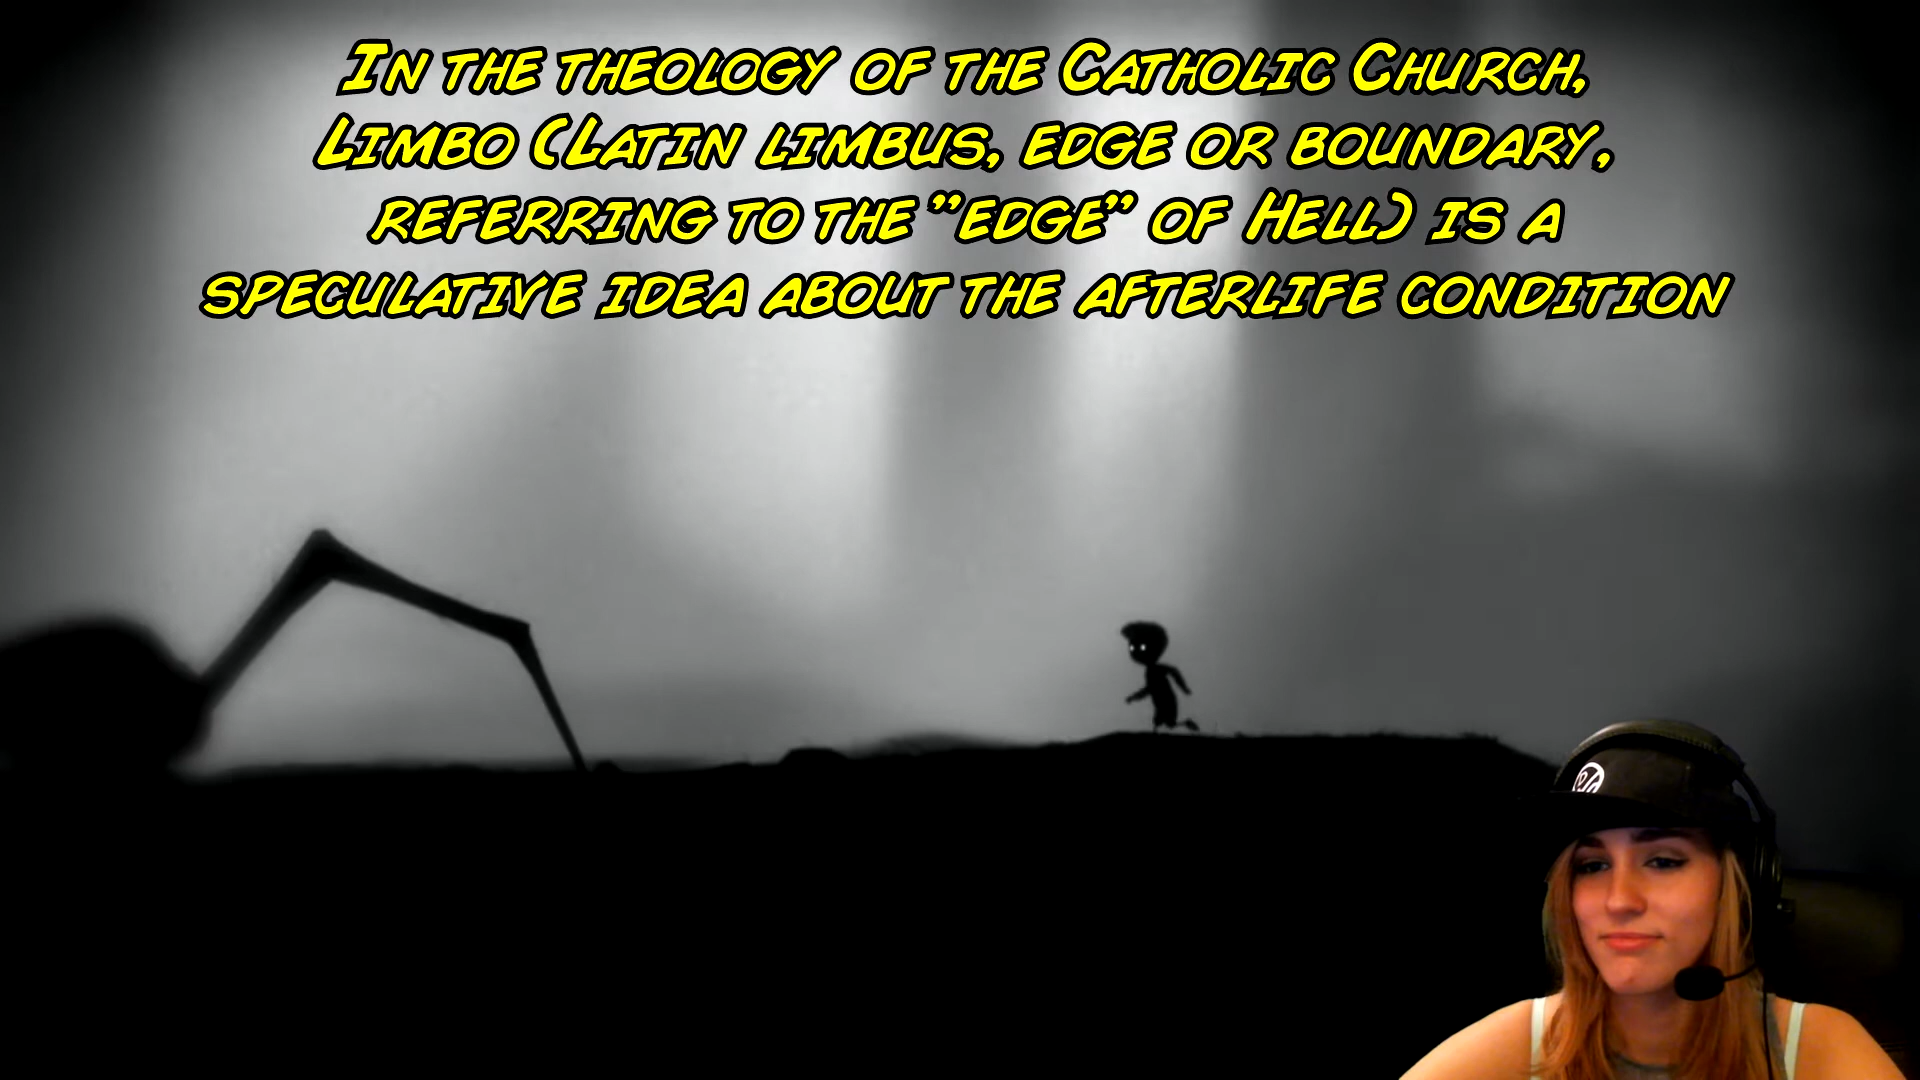 In the theology of the Catholic Church,
Limbo (Latin limbus, edge or boundary,
referring to the "edge" of Hell) is a
speculative idea about the afterlife condition